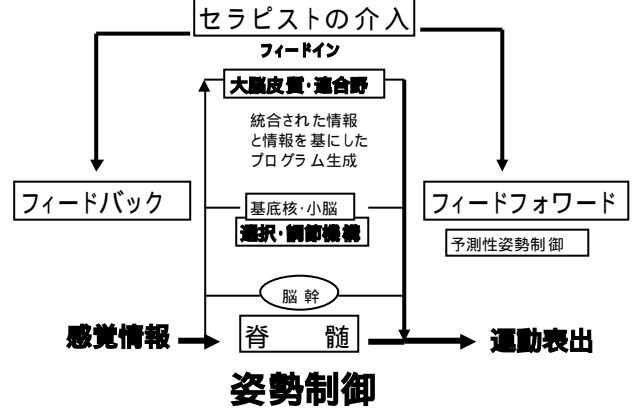 セラピストの介入
フィードイン
大脳皮質・連合野
統合された情報
と情報を基にした
プログラム生成
フィードバック
フィードフォワード
基底核・小脳
選択・調節機構
予測性姿勢制御
脳幹
感覚情報
脊 髄
運動表出
姿勢制御